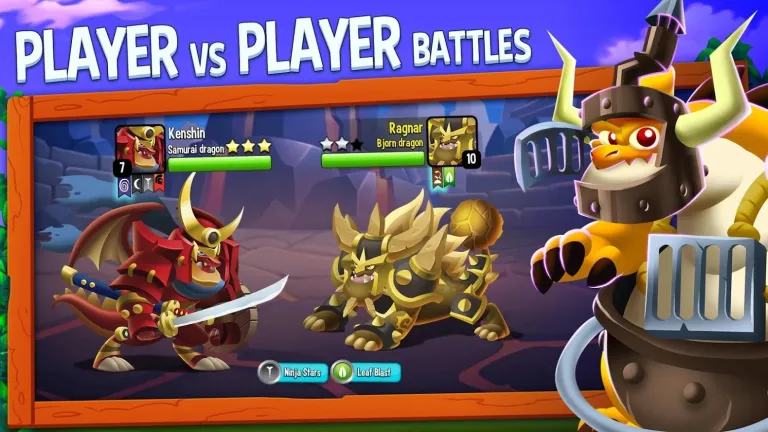 PLAYER VS PLAYER BATTLES
Kenshin
Samurai dragon
7
Ragnar
Bjorn dragon
10
Ninja Stars
Leaf Blast